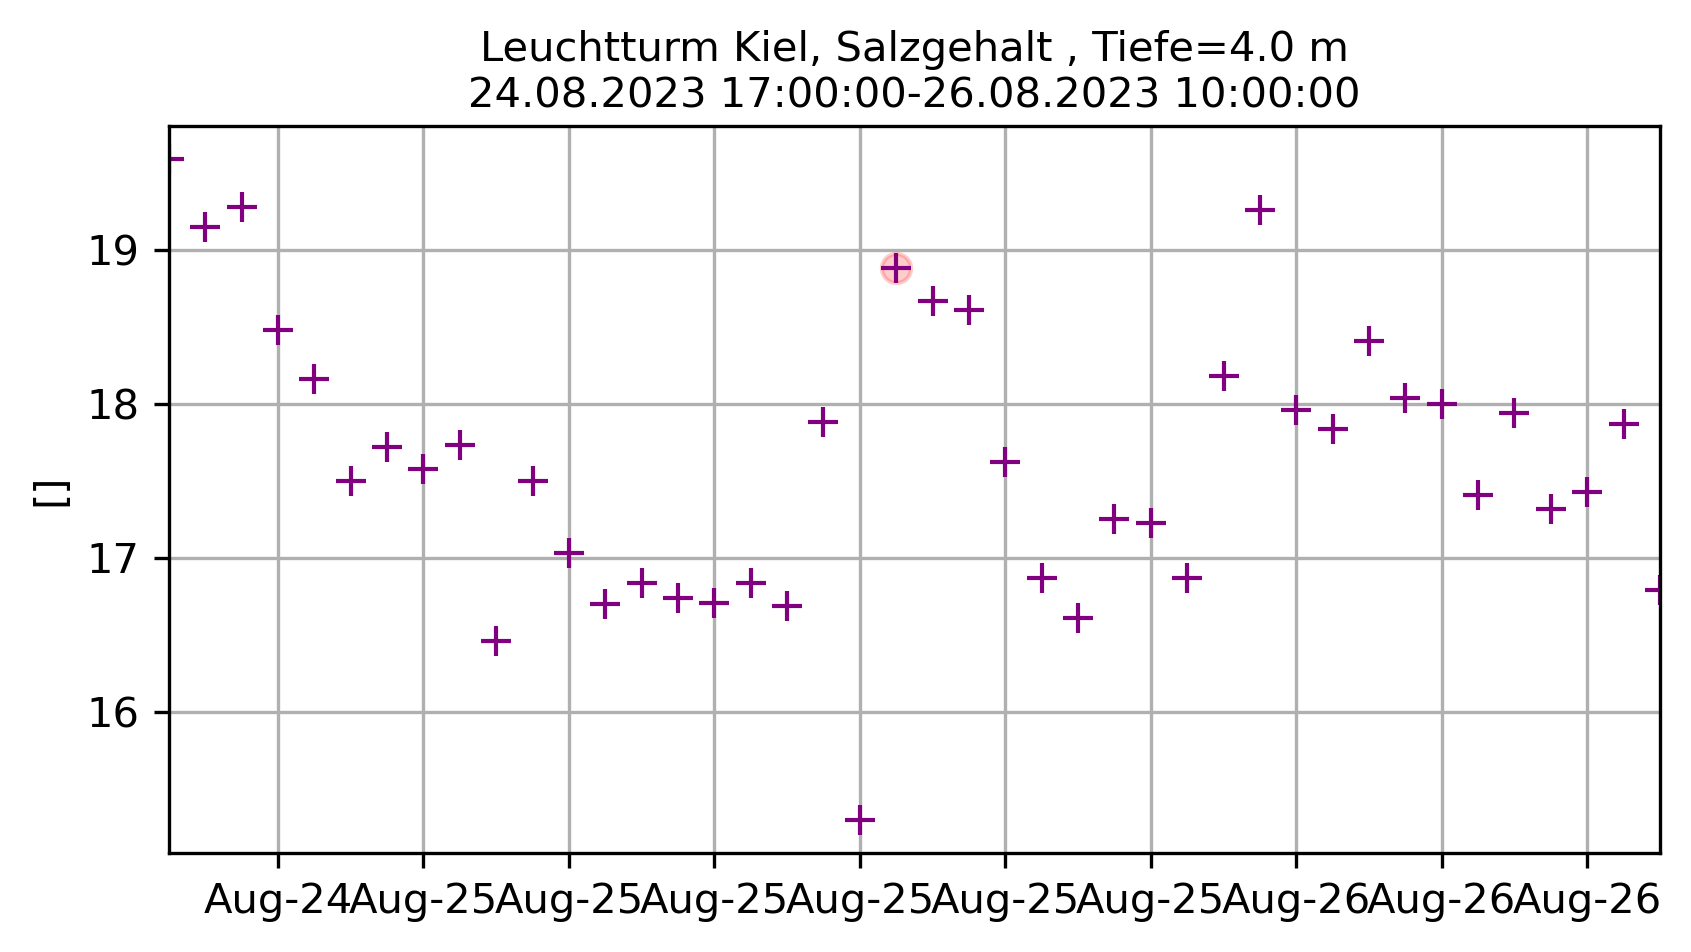 Leuchtturm Kiel, Salzgehalt , Tiefe=4.0 m
24.08.2023 17:00:00-26.08.2023 10:00:00
19
18
17
16
[]
Aug-24 Aug-25 Aug-25 Aug-25 Aug-25 Aug-25 Aug-25 Aug-26 Aug-26 Aug-26